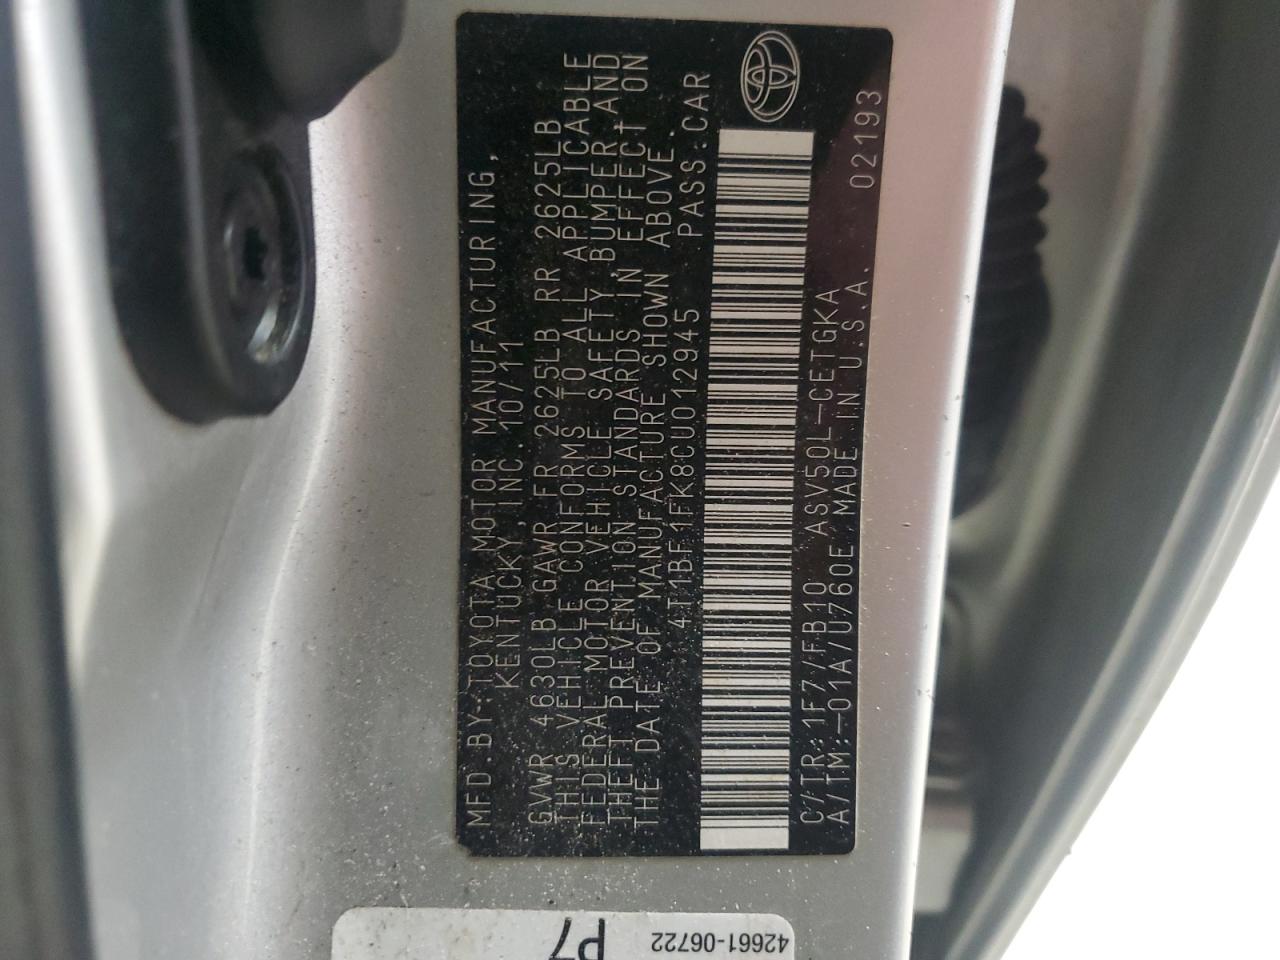 MFD.BY:TOYOTA MOTOR MANUFACTURING,
KENTUCKY,INC. 10/11
GVWR 4630LB GAWR FR 2625LB RR 2625LB
THIS VEHICLE CONFORMS TO ALL APPLICABLE
FEDERAL MOTOR VEHICLE SAFETY,BUMPER,AND
THEFT PREVENTION STANDARDS IN EFFECT ON
THE DATE OF MANUFACTURE SHOWN ABOVE.
4T1BF1FK8CU012945 PASS.CAR
C/TR:1F7/FB10 ASV50L-CETGKA
A/TM:-01A/U760E MADE IN U.S.A. 02193
42661-06722
P7